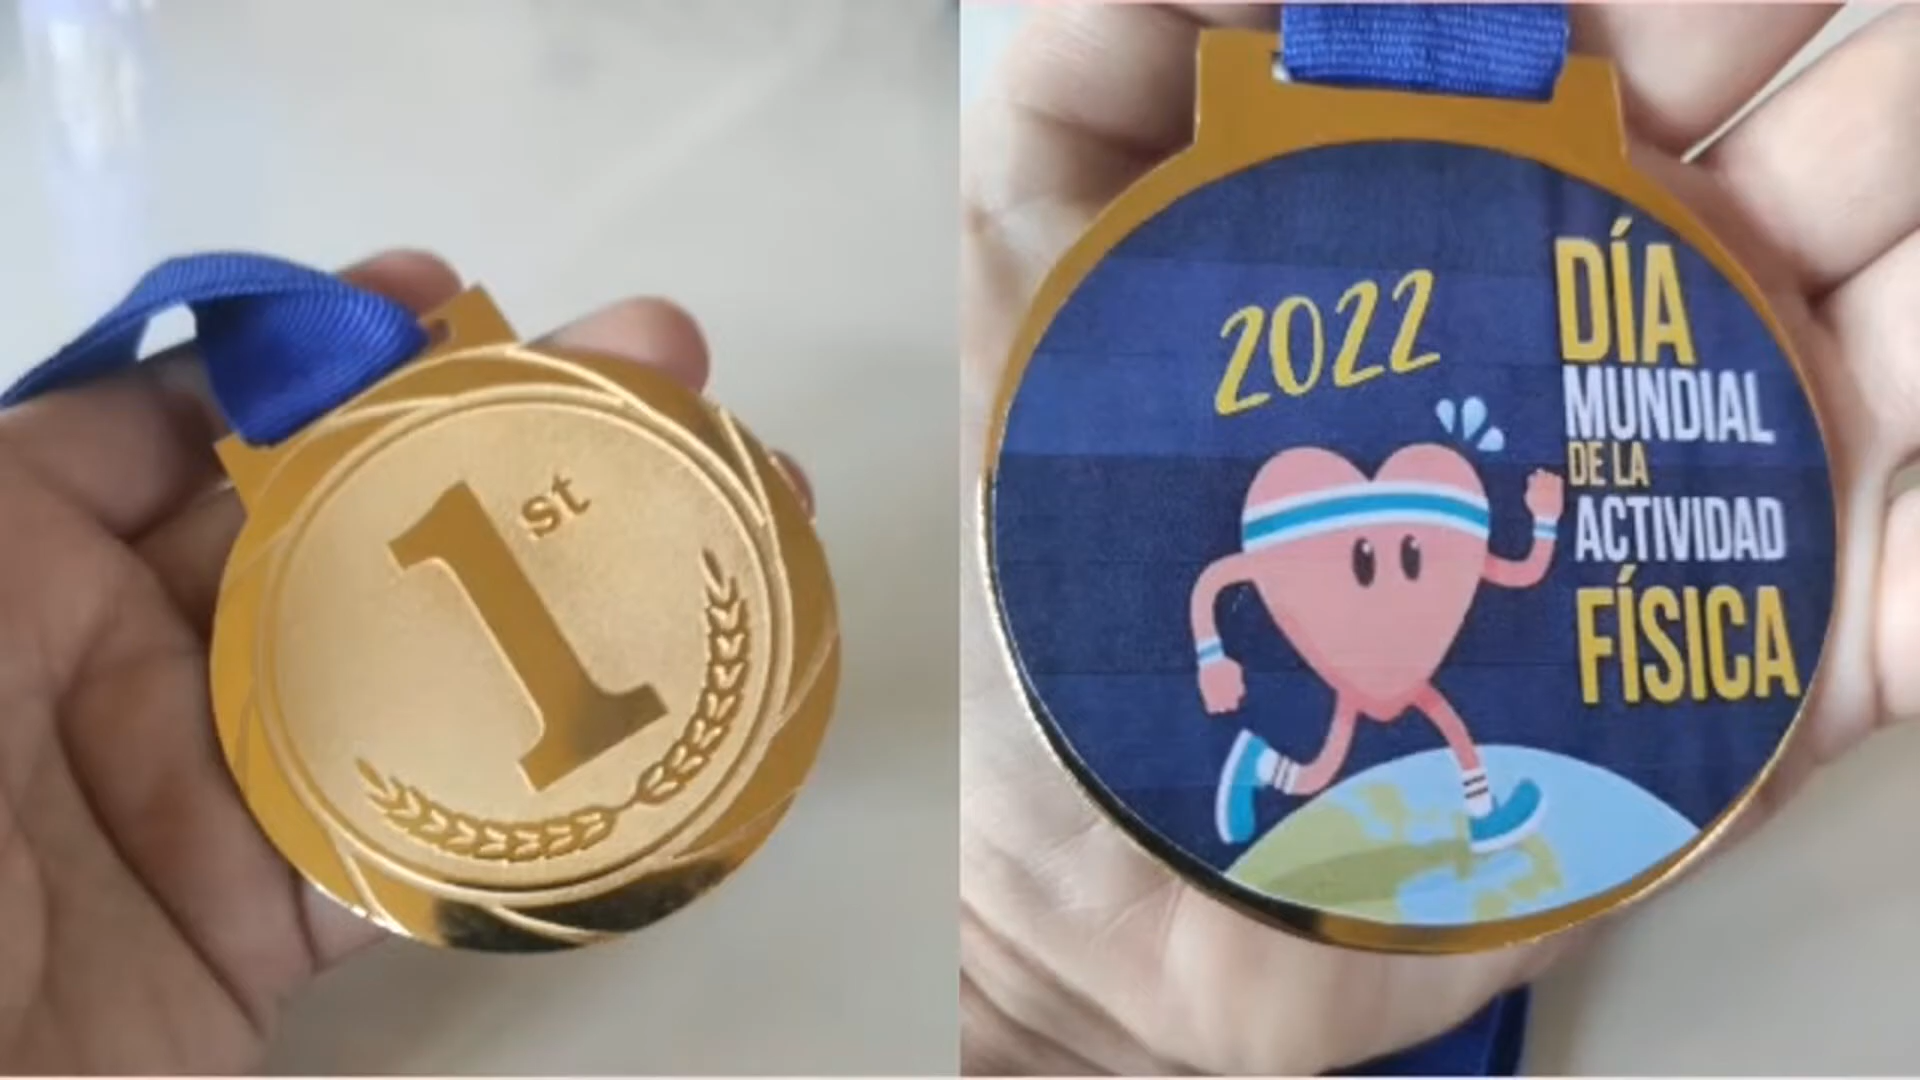 1st
2022
DÍA
MUNDIAL
DE LA
ACTIVIDAD
FÍSICA